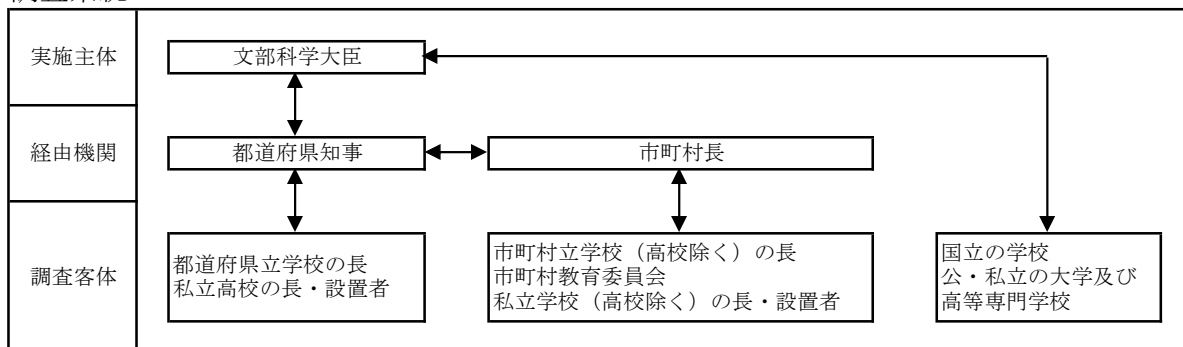 実施主体
文部科学大臣
経由機関
都道府県知事
市町村長
調査客体
都道府県立学校の長
私立高校の長・設置者
市町村立学校（高校除く）の長
市町村教育委員会
私立学校（高校除く）の長・設置者
国立の学校
公・私立の大学及び
高等専門学校